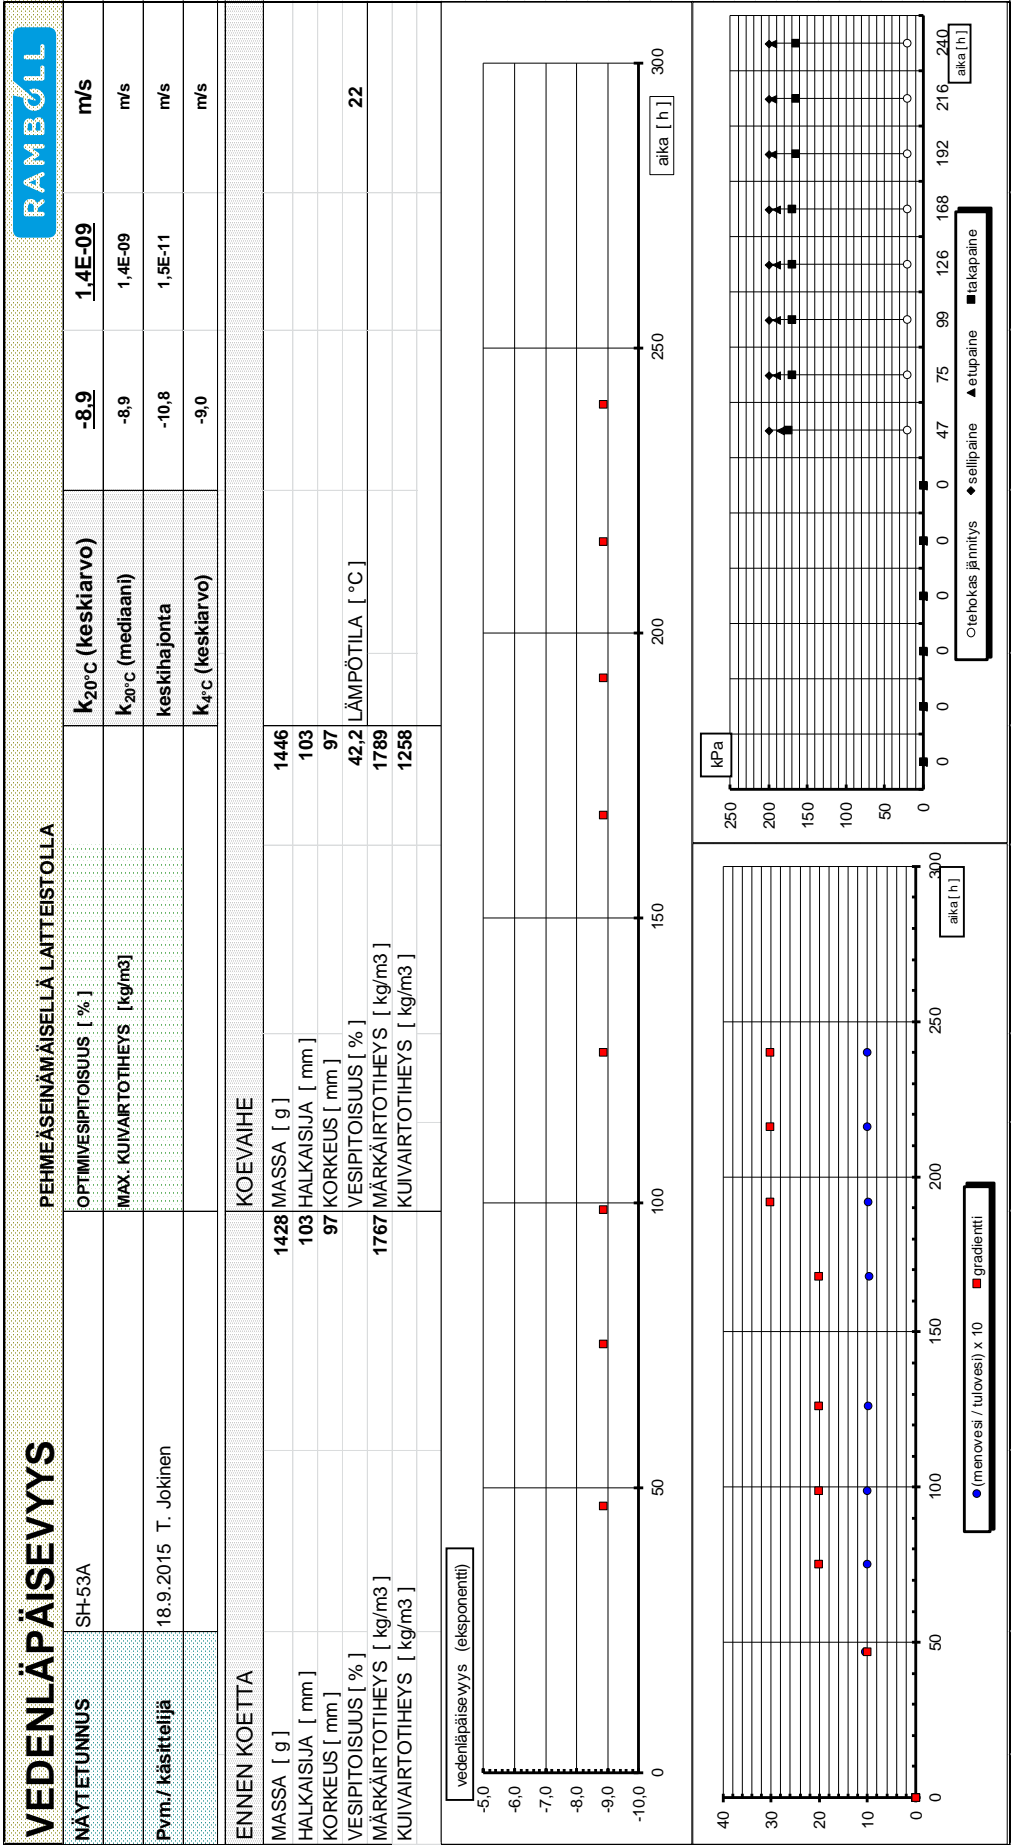 VEDENLÄPÄISEVYYS
PEHMEÄSEINÄMÄISELLÄ LAITTEISTOLLA
RAMBOLL
NÄYTETUNNUS SH-53A OPTIMIVESIPITOISUUS [ % ] k20°C (keskiarvo) -8,9 1,4E-09 m/s
MAX. KUIVAIRTOTIHEYS [kg/m3] k20°C (mediaani) -8,9 1,4E-09 m/s
Pvm./ käsittelijä 18.9.2015 T. Jokinen keskihajonta -10,8 1,5E-11 m/s
k4°C (keskiarvo) -9,0 m/s
ENNEN KOETTA KOEVAIHE
MASSA [ g ] 1428 MASSA [ g ] 1446
HALKAISIJA [ mm ] 103 HALKAISIJA [ mm ] 103
KORKEUS [ mm ] 97 KORKEUS [ mm ] 97
VESIPITOISUUS [ % ] VESIPITOISUUS [ % ] 42,2 LÄMPÖTILA [ °C ] 22
MÄRKÄIRTOTIHEYS [ kg/m3 ] 1767 MÄRKÄIRTOTIHEYS [ kg/m3 ] 1789
KUIVAIRTOTIHEYS [ kg/m3 ] KUIVAIRTOTIHEYS [ kg/m3 ] 1258
vedenläpäisevyys (eksponentti)
-5,0
-6,0
-7,0
-8,0
-9,0
-10,0
0 50 100 150 200 250 300
aika [ h ]
40
30
20
10
0
0 50 100 150 200 250 300
aika [ h ]
(menovesi / tulovesi) x 10 gradientti
kPa
250
200
150
100
50
0
0 0 0 0 0 0 47 75 99 126 168 192 216 240
aika [ h ]
tehokas jännitys sellipaine etupaine takapaine